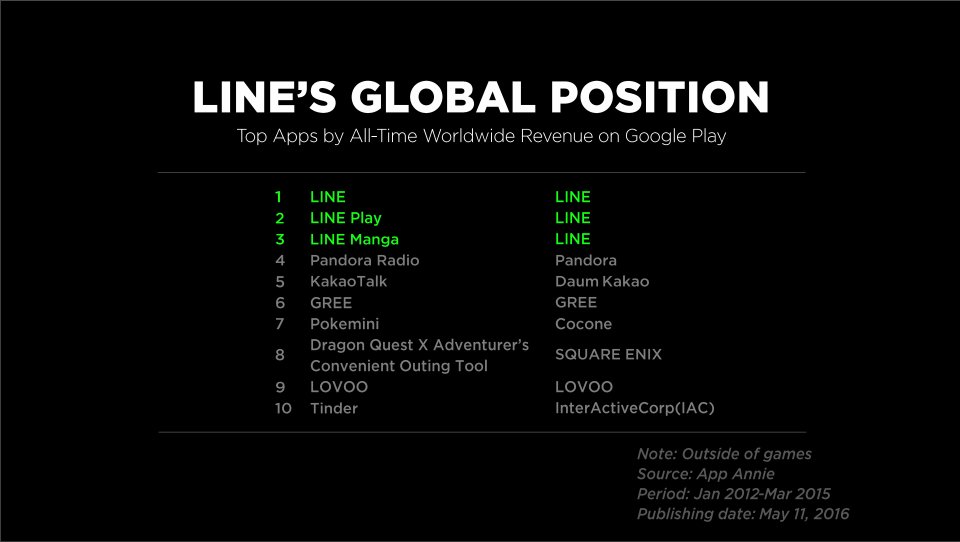 LINE’S GLOBAL POSITION
Top Apps by All-Time Worldwide Revenue on Google Play
1 LINE LINE
2 LINE Play LINE
3 LINE Manga LINE
4 Pandora Radio Pandora
5 KakaoTalk Daum Kakao
6 GREE GREE
7 Pokemini Cocone
8 Dragon Quest X Adventurer’s
Convenient Outing Tool SQUARE ENIX
9 LOVOO LOVOO
10 Tinder InterActiveCorp(IAC)
Note: Outside of games
Source: App Annie
Period: Jan 2012-Mar 2015
Publishing date: May 11, 2016